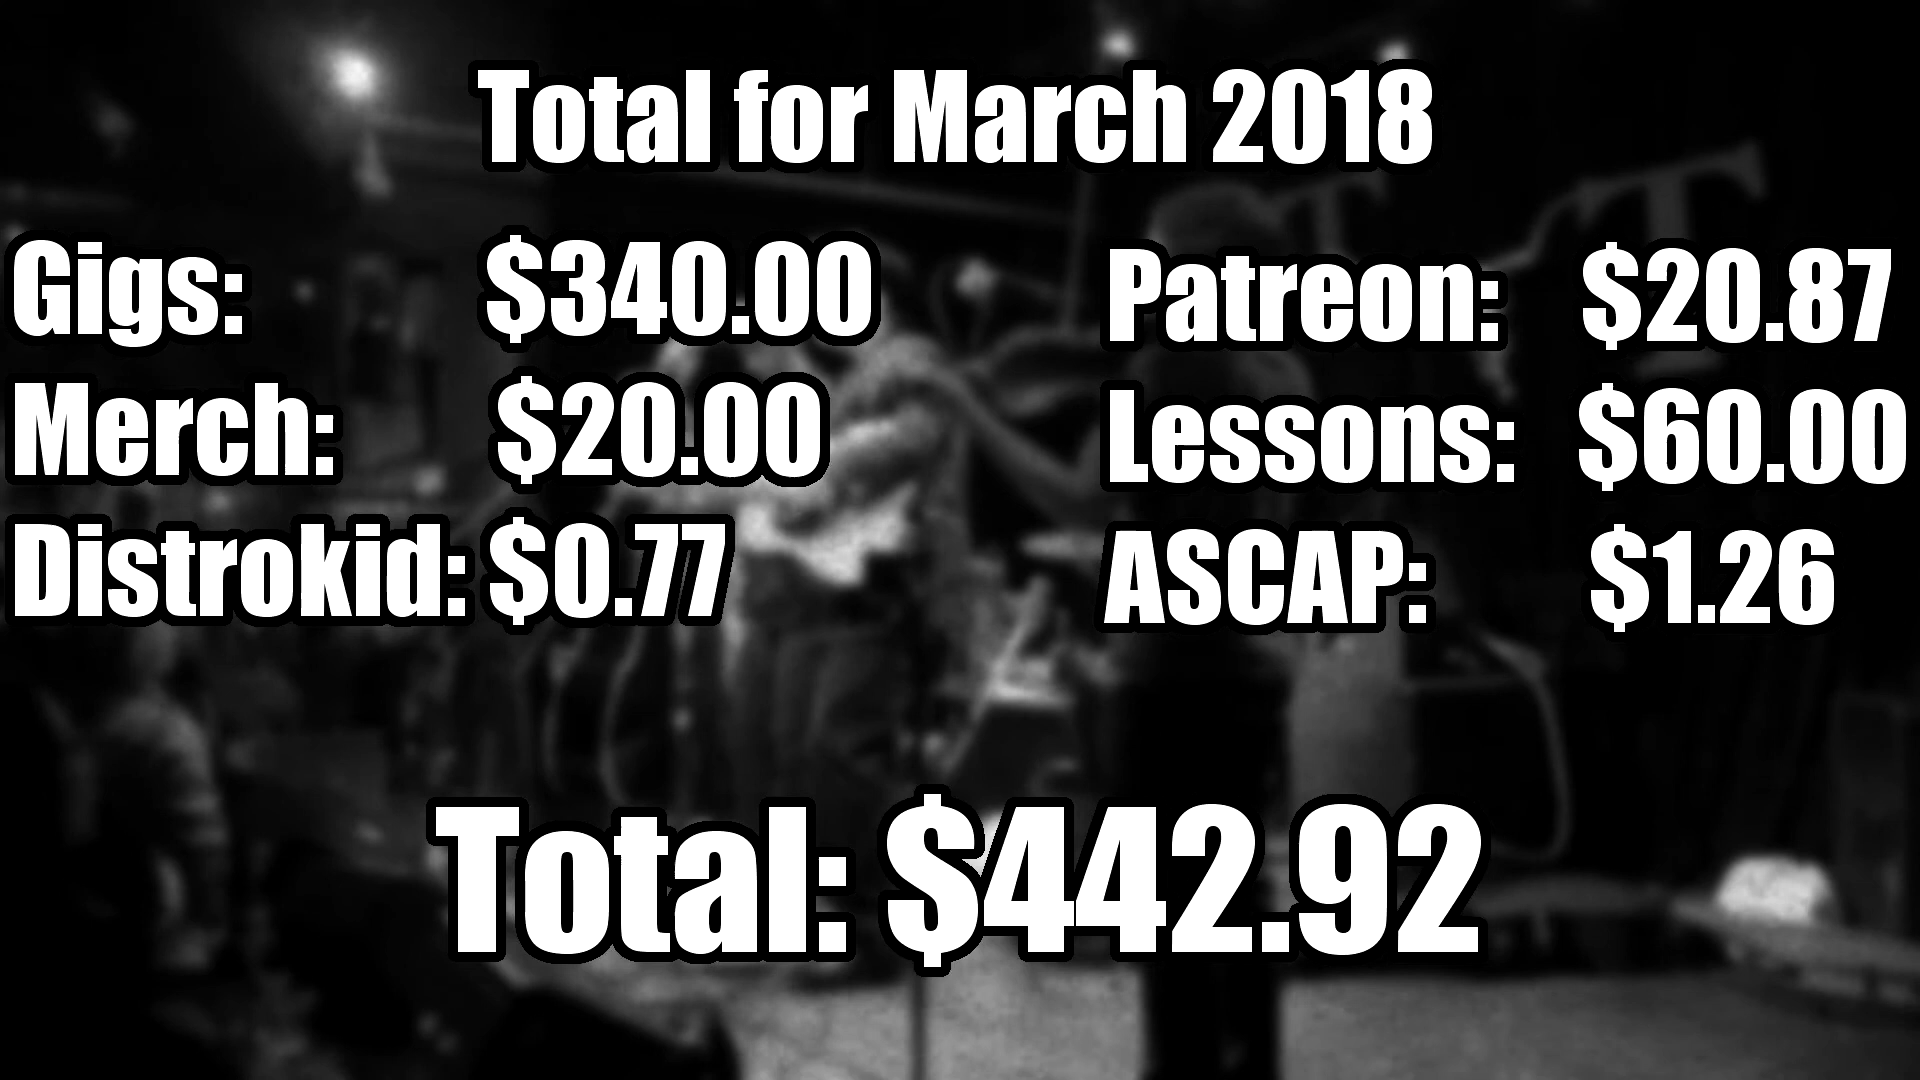 Total for March 2018
Gigs: $340.00
Merch: $20.00
Distrokid: $0.77
Patreon: $20.87
Lessons: $60.00
ASCAP: $1.26
Total: $442.92